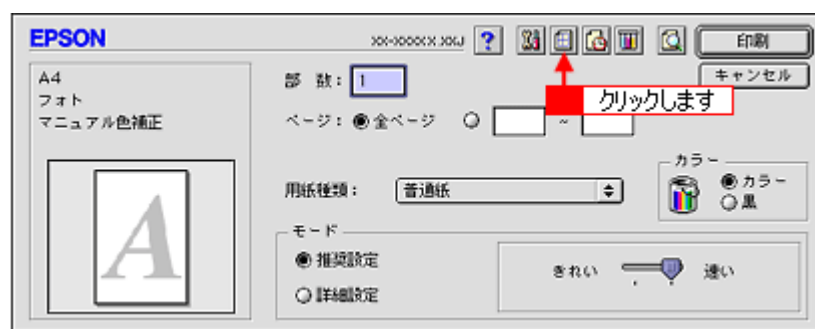 EPSON
XX-XXXXX.XXJ
?
印刷
A4
フォト
マニュアル色補正
部 数: 1
キャンセル
クリックします
ページ: 全ページ ~
カラー
用紙種類: 普通紙
カラー
黒
モード
推奨設定
きれい 速い
詳細設定
A